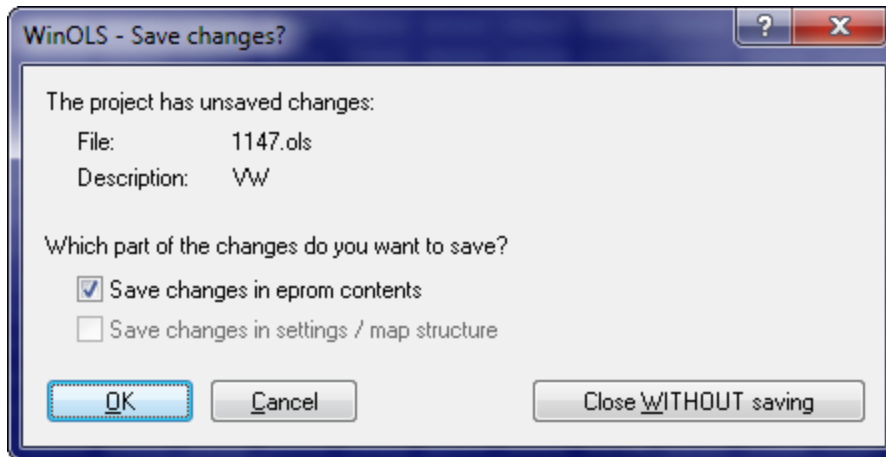 WinOLS - Save changes?
?
The project has unsaved changes:
File: 1147.ols
Description: VW
Which part of the changes do you want to save?
Save changes in eprom contents
Save changes in settings / map structure
OK Cancel Close WITHOUT saving